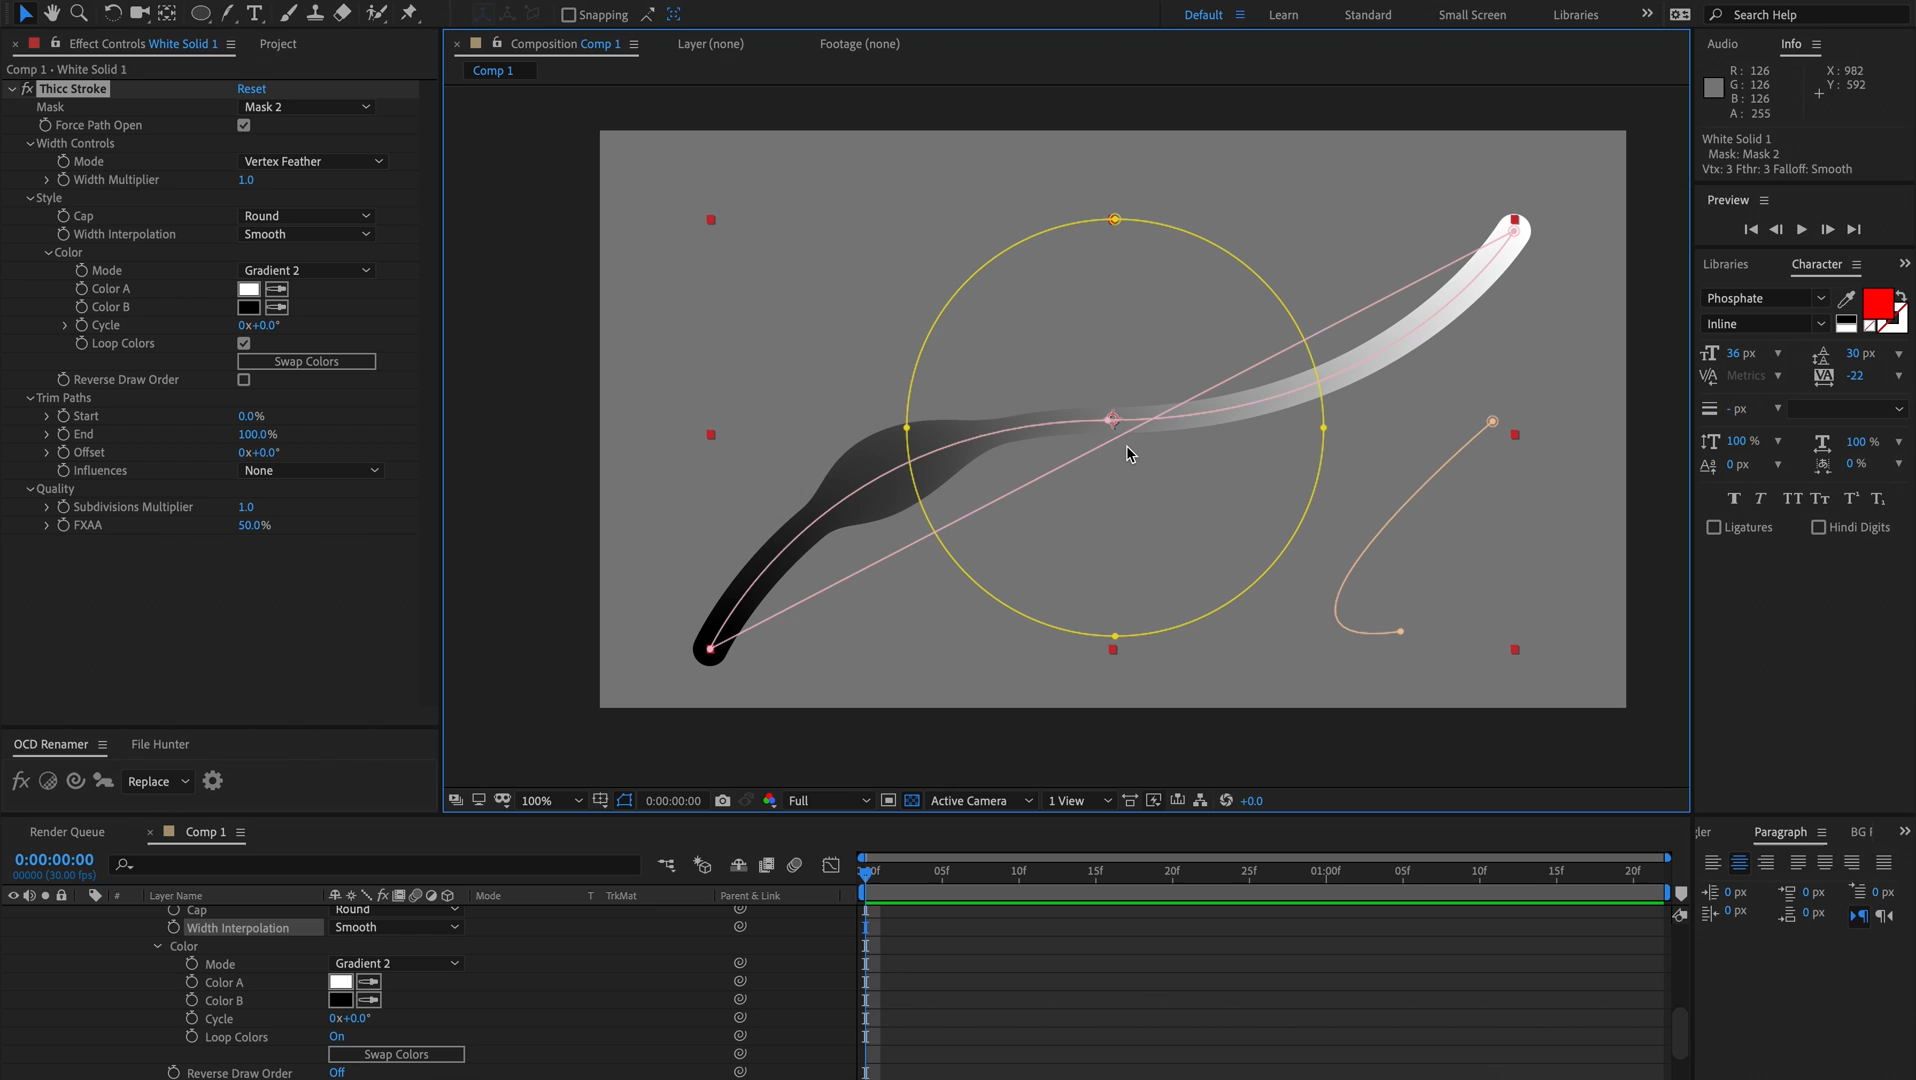 Snapping
Default
Learn
Standard
Small Screen
Libraries
Search Help
Effect Controls White Solid 1
Project
Composition Comp 1
Layer (none)
Footage (none)
Audio
Info
Comp 1 • White Solid 1
Comp 1
R: 126
G: 126
B: 126
A: 255
X: 982
Y: 592
fx Thicc Stroke
Reset
Mask
Mask 2
Force Path Open
Width Controls
Mode
Vertex Feather
Width Multiplier
1.0
Style
Cap
Round
Width Interpolation
Smooth
Color
Mode
Gradient 2
Color A
Color B
Cycle
0x+0.0°
Loop Colors
Swap Colors
Reverse Draw Order
Trim Paths
Start
0.0%
End
100.0%
Offset
0x+0.0°
Influences
None
Quality
Subdivisions Multiplier
1.0
FXAA
50.0%
White Solid 1
Mask: Mask 2
Vtx: 3 Fthr: 3 Falloff: Smooth
Preview
Libraries
Character
Phosphate
Inline
36 px
30 px
Metrics
-22
- px
100 %
100 %
0 px
0 %
Ligatures
Hindi Digits
OCD Renamer
File Hunter
fx
Replace
100%
0:00:00:00
Full
Active Camera
1 View
+0.0
Render Queue
Comp 1
gler
Paragraph
BG
0:00:00:00
00000 (30.00 fps)
05f
10f
15f
20f
25f
01:00f
05f
10f
15f
20f
#
Layer Name
fx
Mode
T
TrkMat
Parent & Link
0 px
0 px
0 px
0 px
0 px
Cap
Round
Width Interpolation
Smooth
Color
Mode
Gradient 2
Color A
Color B
Cycle
0x+0.0°
Loop Colors
On
Swap Colors
Reverse Draw Order
Off